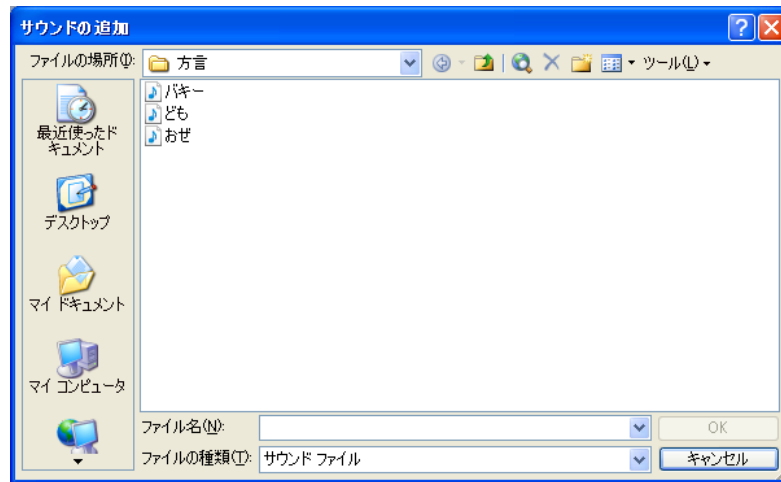 サウンドの追加
ファイルの場所(I):
方言
ツール(L)
バキー
ども
おぜ
最近使ったド
キュメント
デスクトップ
マイ ドキュメント
マイ コンピュータ
ファイル名(N):
OK
ファイルの種類(T):
サウンド ファイル
キャンセル